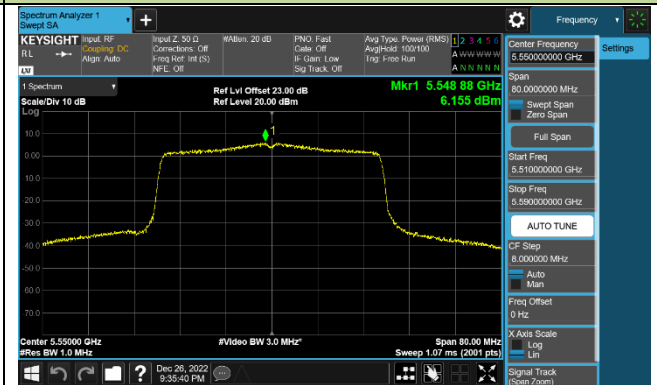 Spectrum Analyzer 1
Swept SA
+
Frequency
KEYSIGHT
RL
LXI
Input: RF
Coupling: DC
Align: Auto
Input Z: 50 Ω
Corrections: Off
Freq Ref: Int (S)
NFE: Off
#Atten: 20 dB
PNO: Fast
Gate: Off
IF Gain: Low
Sig Track: Off
Avg Type: Power (RMS)
Avg|Hold: 100/100
Trig: Free Run
1 2 3 4 5 6
A W W W W W
A N N N N N
Center Frequency
5.550000000 GHz
Settings
Span
80.0000000 MHz
Swept Span
Zero Span
Full Span
Start Freq
5.510000000 GHz
Stop Freq
5.590000000 GHz
AUTO TUNE
CF Step
8.000000 MHz
Auto
Man
Freq Offset
0 Hz
X Axis Scale
Log
Lin
Signal Track
(Span Zoom)
1 Spectrum
Scale/Div 10 dB
Log
Ref Lvl Offset 23.00 dB
Ref Level 20.00 dBm
Mkr1 5.548 88 GHz
6.155 dBm
1
10.0
0.00
10.0
20.0
30.0
40.0
50.0
60.0
70.0
Center 5.55000 GHz
#Res BW 1.0 MHz
#Video BW 3.0 MHz*
Span 80.00 MHz
Sweep 1.07 ms (2001 pts)
?
Dec 26, 2022
9:35:40 PM